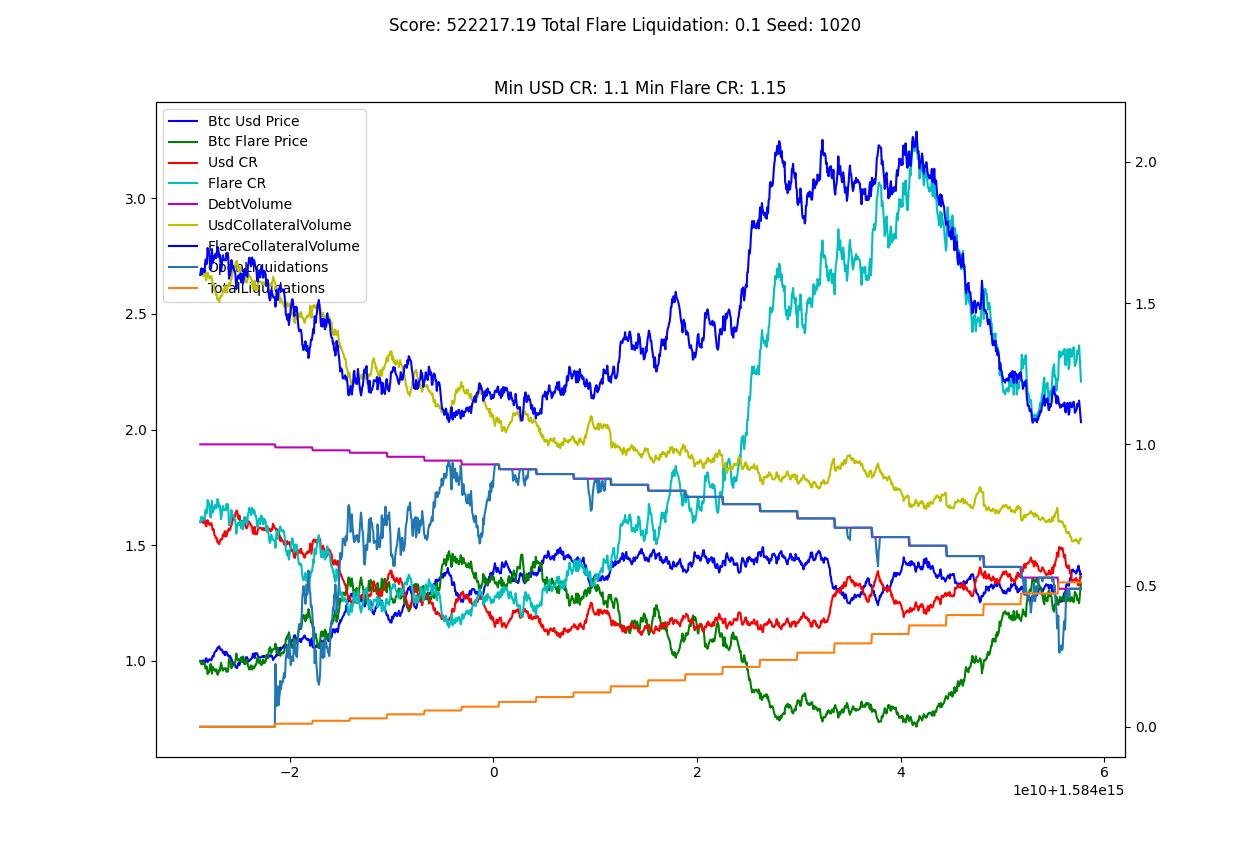 Score: 522217.19 Total Flare Liquidation: 0.1 Seed: 1020
Min USD CR: 1.1 Min Flare CR: 1.15
Btc Usd Price
Btc Flare Price
Usd CR
Flare CR
DebtVolume
UsdCollateralVolume
FlareCollateralVolume
TotalLiquidations
3.0
2.5
2.0
1.5
1.0
2.0
1.5
1.0
0.5
0.0
−2
0
2
4
6
1e10+1.584e15